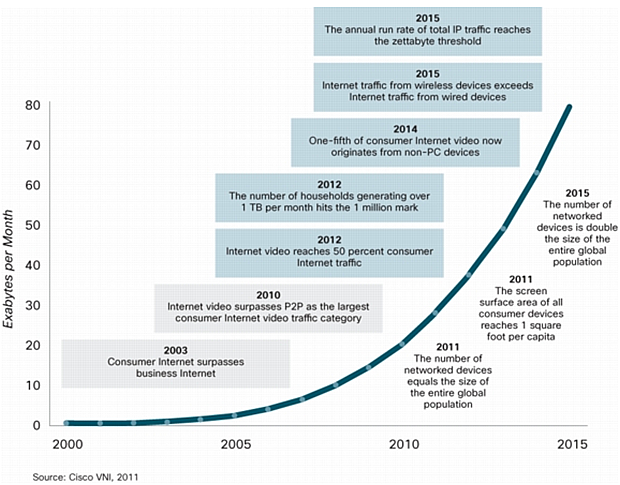 2015
The annual run rate of total IP traffic reaches
the zettabyte threshold
2015
Internet traffic from wireless devices exceeds
Internet traffic from wired devices
2014
One-fifth of consumer Internet video now
originates from non-PC devices
2012
The number of households generating over
1 TB per month hits the 1 million mark
2012
Internet video reaches 50 percent consumer
Internet traffic
2010
Internet video surpasses P2P as the largest
consumer Internet video traffic category
2003
Consumer Internet surpasses
business Internet
2015
The number of
networked
devices is double
the size of the
entire global
population
2011
The screen
surface area of all
consumer devices
reaches 1 square
foot per capita
2011
The number of
networked devices
equals the size of
the entire global
population
Exabytes per Month
80
70
60
50
40
30
20
10
0
2000 2005 2010 2015
Source: Cisco VNI, 2011